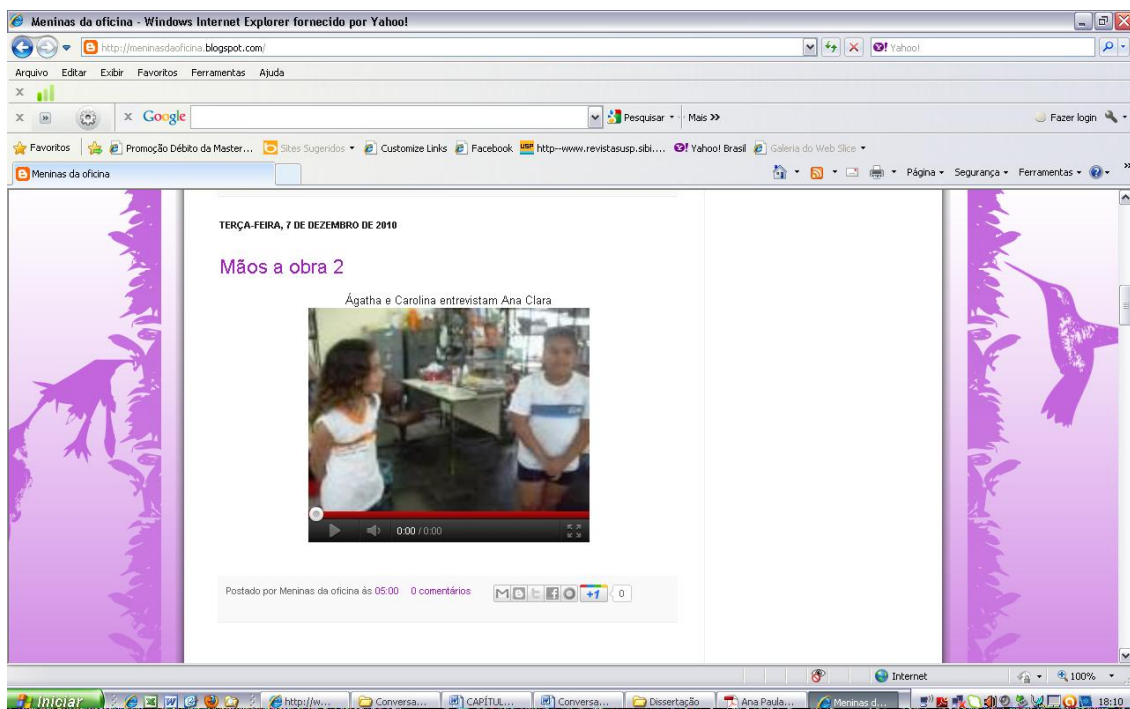 Meninas da oficina - Windows Internet Explorer fornecido por Yahoo!
http://meninasdaoficina.blogspot.com/
Yahoo!
Arquivo Editar Exibir Favoritos Ferramentas Ajuda
Google Pesquisar Mais Fazer login
Favoritos Promoção Débito da Master... Sites Sugeridos Customize Links Facebook http--www.revistasusp.sibi.... Yahoo! Brasil Galeria do Web Slice
Meninas da oficina Página Segurança Ferramentas
TERÇA-FEIRA, 7 DE DEZEMBRO DE 2010
Mãos a obra 2
Ágatha e Carolina entrevistam Ana Clara
0:00 / 0:00
Postado por Meninas da oficina às 05:00 0 comentários +1 0
Internet 100%
Iniciar http://w... Conversa... CAPÍTUL... Conversa... Dissertação Ana Paula... Meninas d... 18:10